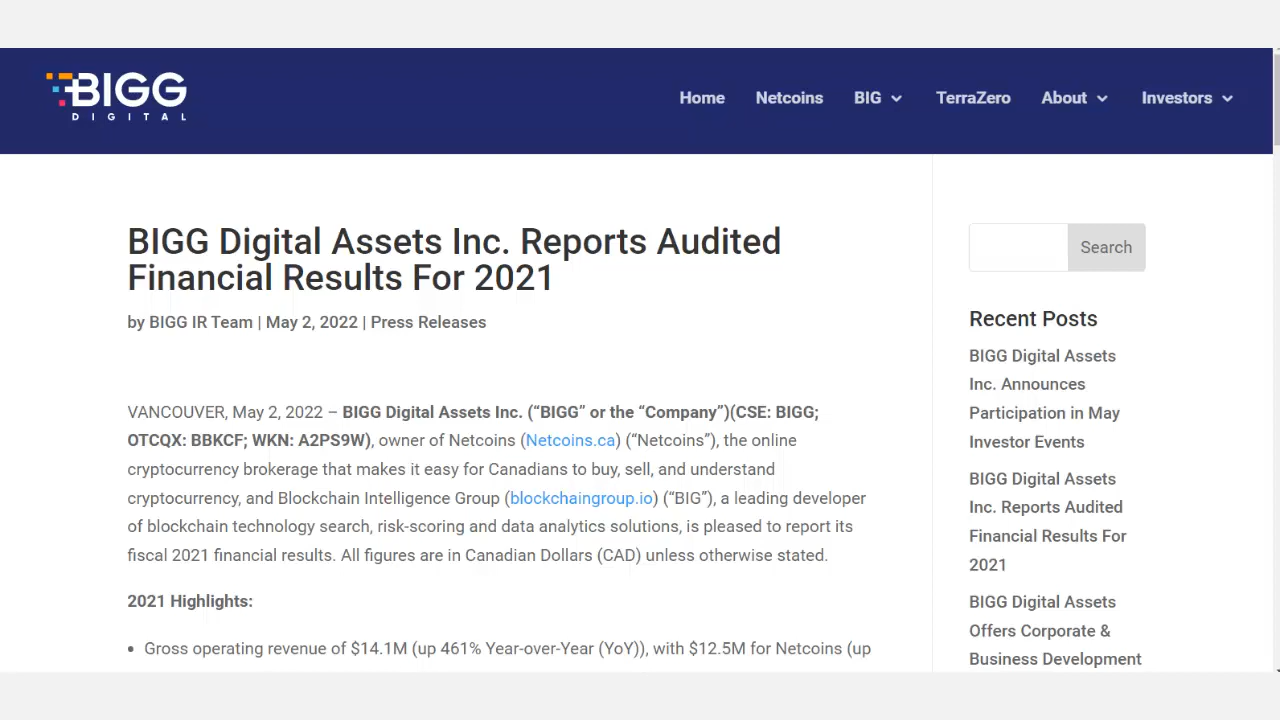 BIGG
DIGITAL
Home Netcoins BIG TerraZero About Investors
BIGG Digital Assets Inc. Reports Audited
Financial Results For 2021
by BIGG IR Team | May 2, 2022 | Press Releases
VANCOUVER, May 2, 2022 – BIGG Digital Assets Inc. (“BIGG” or the “Company”)(CSE: BIGG;
OTCQX: BBKCF; WKN: A2PS9W), owner of Netcoins (Netcoins.ca) (“Netcoins”), the online
cryptocurrency brokerage that makes it easy for Canadians to buy, sell, and understand
cryptocurrency, and Blockchain Intelligence Group (blockchaingroup.io) (“BIG”), a leading developer
of blockchain technology search, risk-scoring and data analytics solutions, is pleased to report its
fiscal 2021 financial results. All figures are in Canadian Dollars (CAD) unless otherwise stated.
2021 Highlights:
• Gross operating revenue of $14.1M (up 461% Year-over-Year (YoY)), with $12.5M for Netcoins (up
Search
Recent Posts
BIGG Digital Assets
Inc. Announces
Participation in May
Investor Events
BIGG Digital Assets
Inc. Reports Audited
Financial Results For
2021
BIGG Digital Assets
Offers Corporate &
Business Development